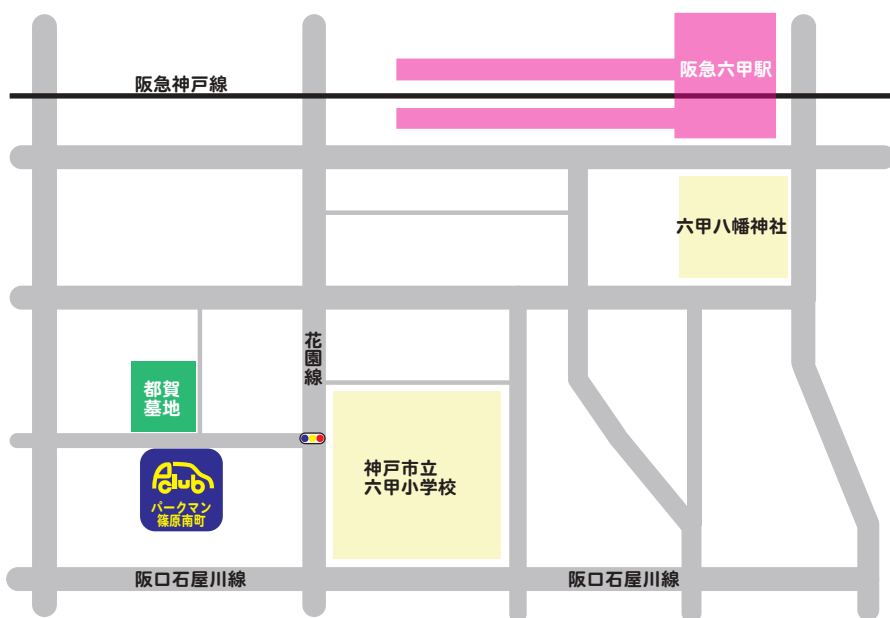 阪急神戸線
阪急六甲駅
六甲八幡神社
花園線
都賀
墓地
神戸市立
六甲小学校
Pclub
パークマン
篠原南町
阪口石屋川線
阪口石屋川線